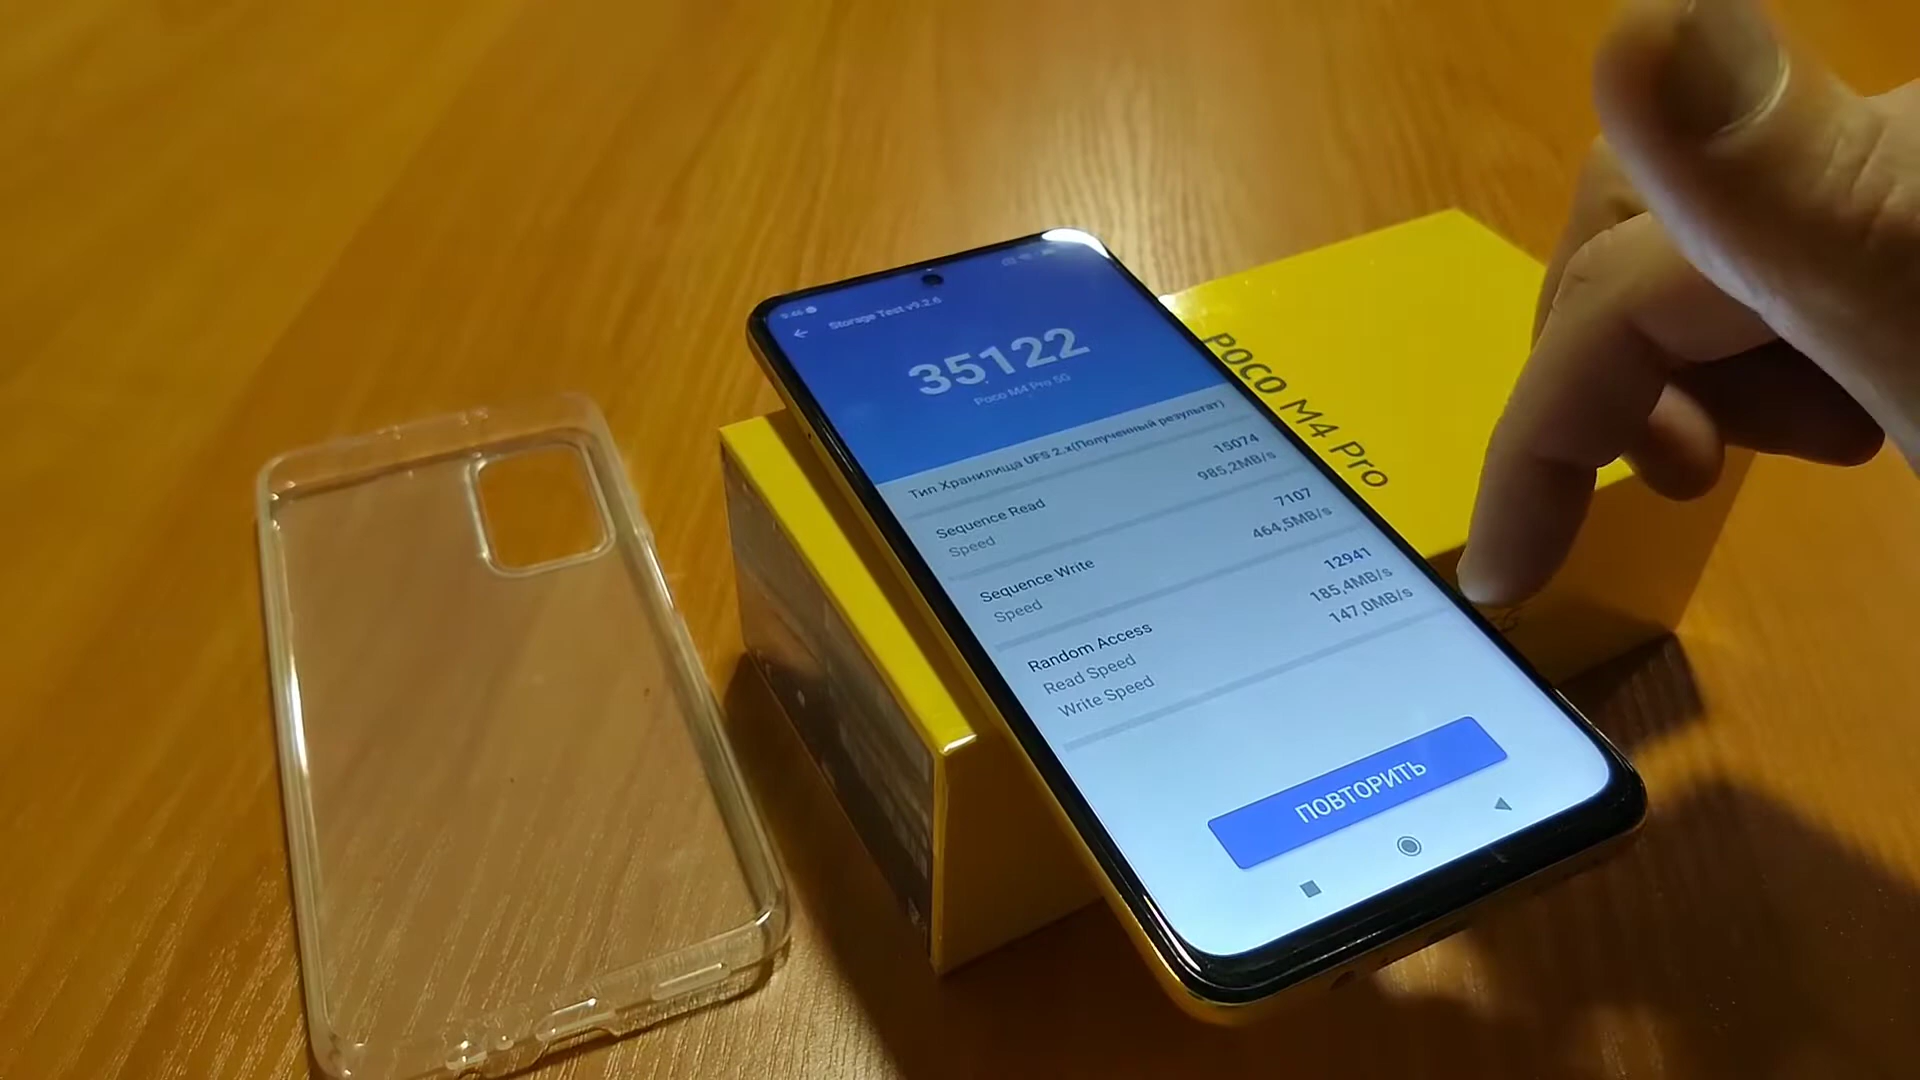 9:46
Storage Test v9.2.6
35122
Poco M4 Pro 5G
Тип Хранилища UFS 2.x(Полученный результат)
Sequence Read 15074
Speed 985,2MB/s
Sequence Write 7107
Speed 464,5MB/s
Random Access 12941
Read Speed 185,4MB/s
Write Speed 147,0MB/s
ПОВТОРИТЬ
POCO M4 Pro